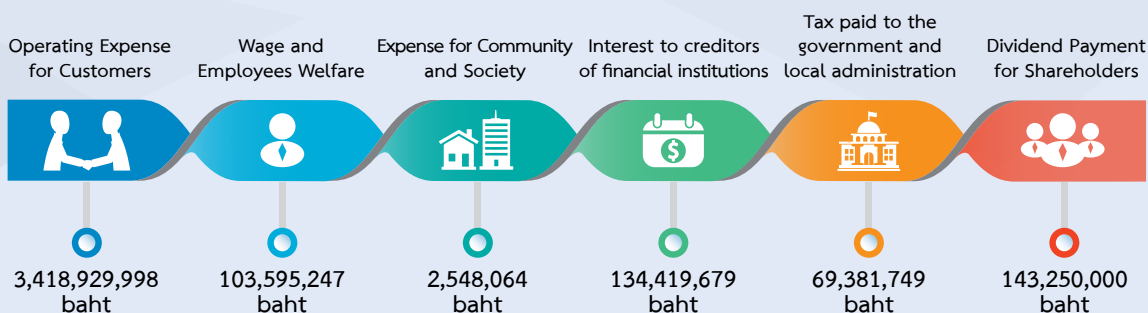 Operating Expense
for Customers
Wage and
Employees Welfare
Expense for Community
and Society
Interest to creditors
of financial institutions
Tax paid to the
government and
local administration
Dividend Payment
for Shareholders
$
3,418,929,998
baht
103,595,247
baht
2,548,064
baht
134,419,679
baht
69,381,749
baht
143,250,000
baht